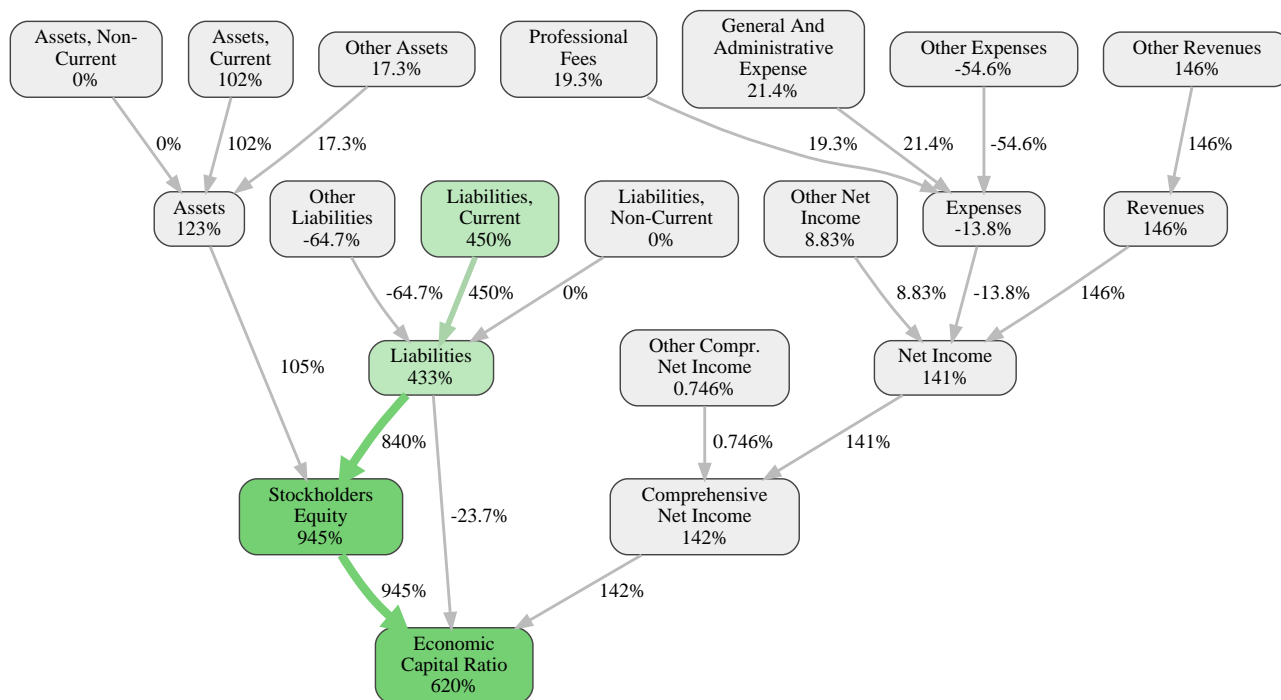 Assets, Non-
Current
0%
Assets,
Current
102%
Other Assets
17.3%
Professional
Fees
19.3%
General And
Administrative
Expense
21.4%
Other Expenses
-54.6%
Other Revenues
146%
0%
102%
17.3%
19.3%
21.4%
-54.6%
146%
Assets
123%
Other
Liabilities
-64.7%
Liabilities,
Current
450%
Liabilities,
Non-Current
0%
Other Net
Income
8.83%
Expenses
-13.8%
Revenues
146%
-64.7%
450%
0%
8.83%
-13.8%
146%
105%
Liabilities
433%
Other Compr.
Net Income
0.746%
Net Income
141%
840%
0.746%
141%
Stockholders
Equity
945%
-23.7%
Comprehensive
Net Income
142%
945%
142%
Economic
Capital Ratio
620%